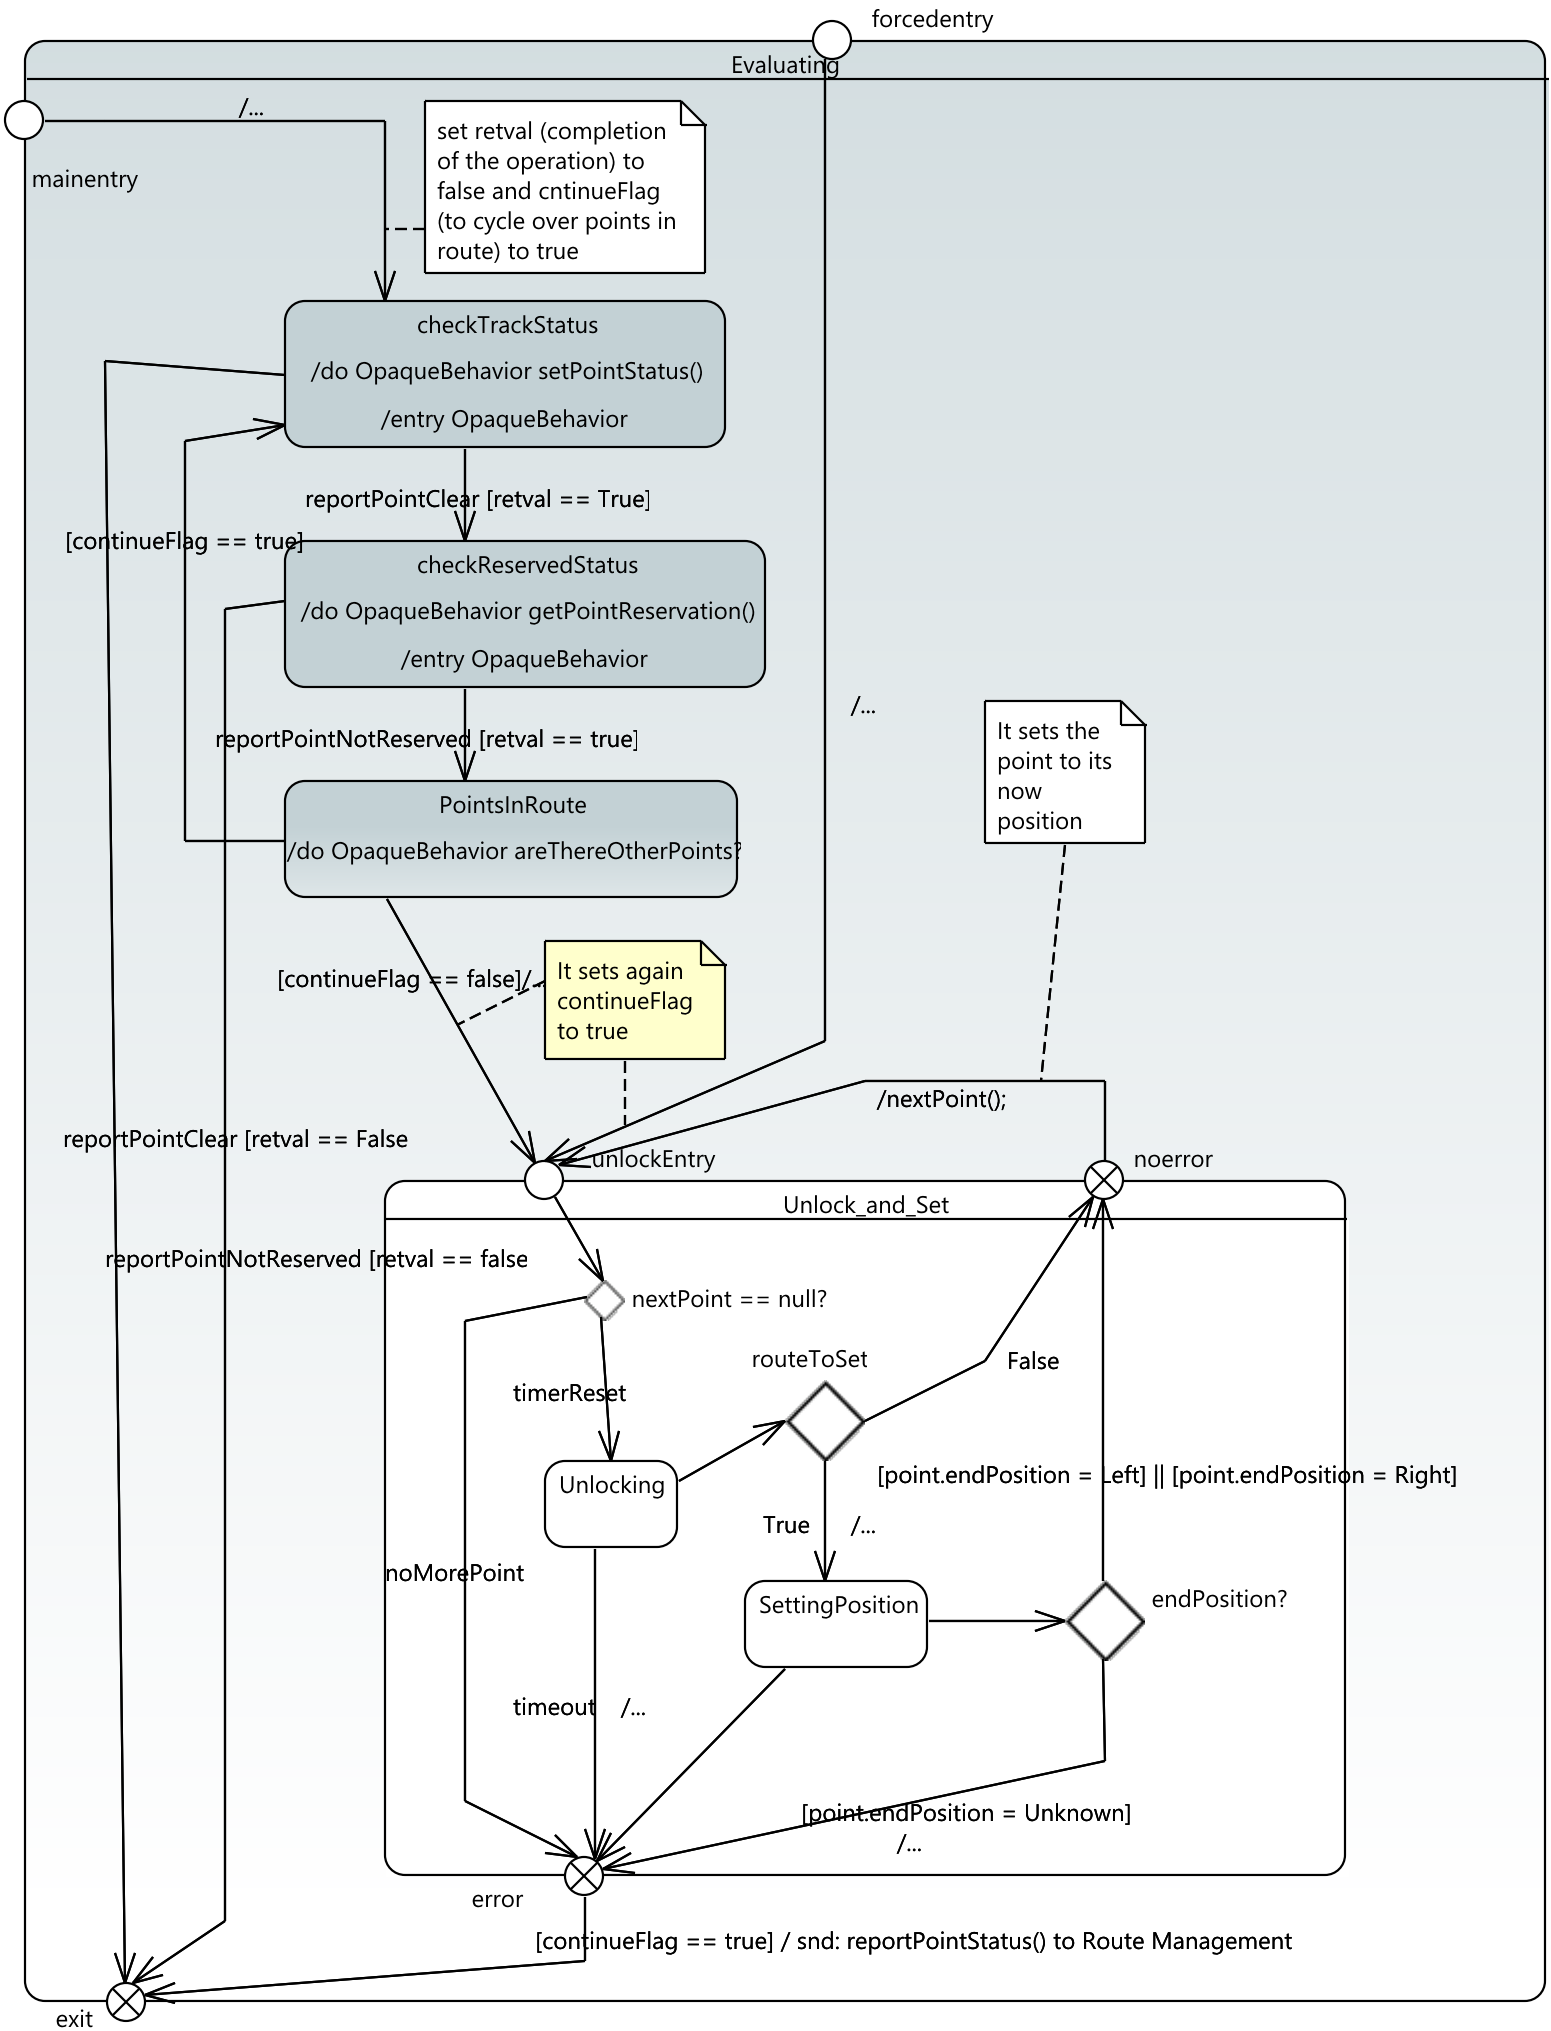 forcedentry
Evaluating
/...
mainentry
set retval (completion
of the operation) to
false and cntinueFlag
(to cycle over points in
route) to true
checkTrackStatus
/do OpaqueBehavior setPointStatus()
/entry OpaqueBehavior
reportPointClear [retval == True]
[continueFlag == true]
checkReservedStatus
/do OpaqueBehavior getPointReservation()
/entry OpaqueBehavior
/...
reportPointNotReserved [retval == true]
It sets the
point to its
now
position
PointsInRoute
/do OpaqueBehavior areThereOtherPoints?
[continueFlag == false]/...
It sets again
continueFlag
to true
/nextPoint();
reportPointClear [retval == False
unlockEntry
noerror
Unlock_and_Set
reportPointNotReserved [retval == false
nextPoint == null?
routeToSet
False
timerReset
Unlocking
[point.endPosition = Left] || [point.endPosition = Right]
True
/...
noMorePoint
SettingPosition
endPosition?
timeout
/...
[point.endPosition = Unknown]
/...
error
[continueFlag == true] / snd: reportPointStatus() to Route Management
exit